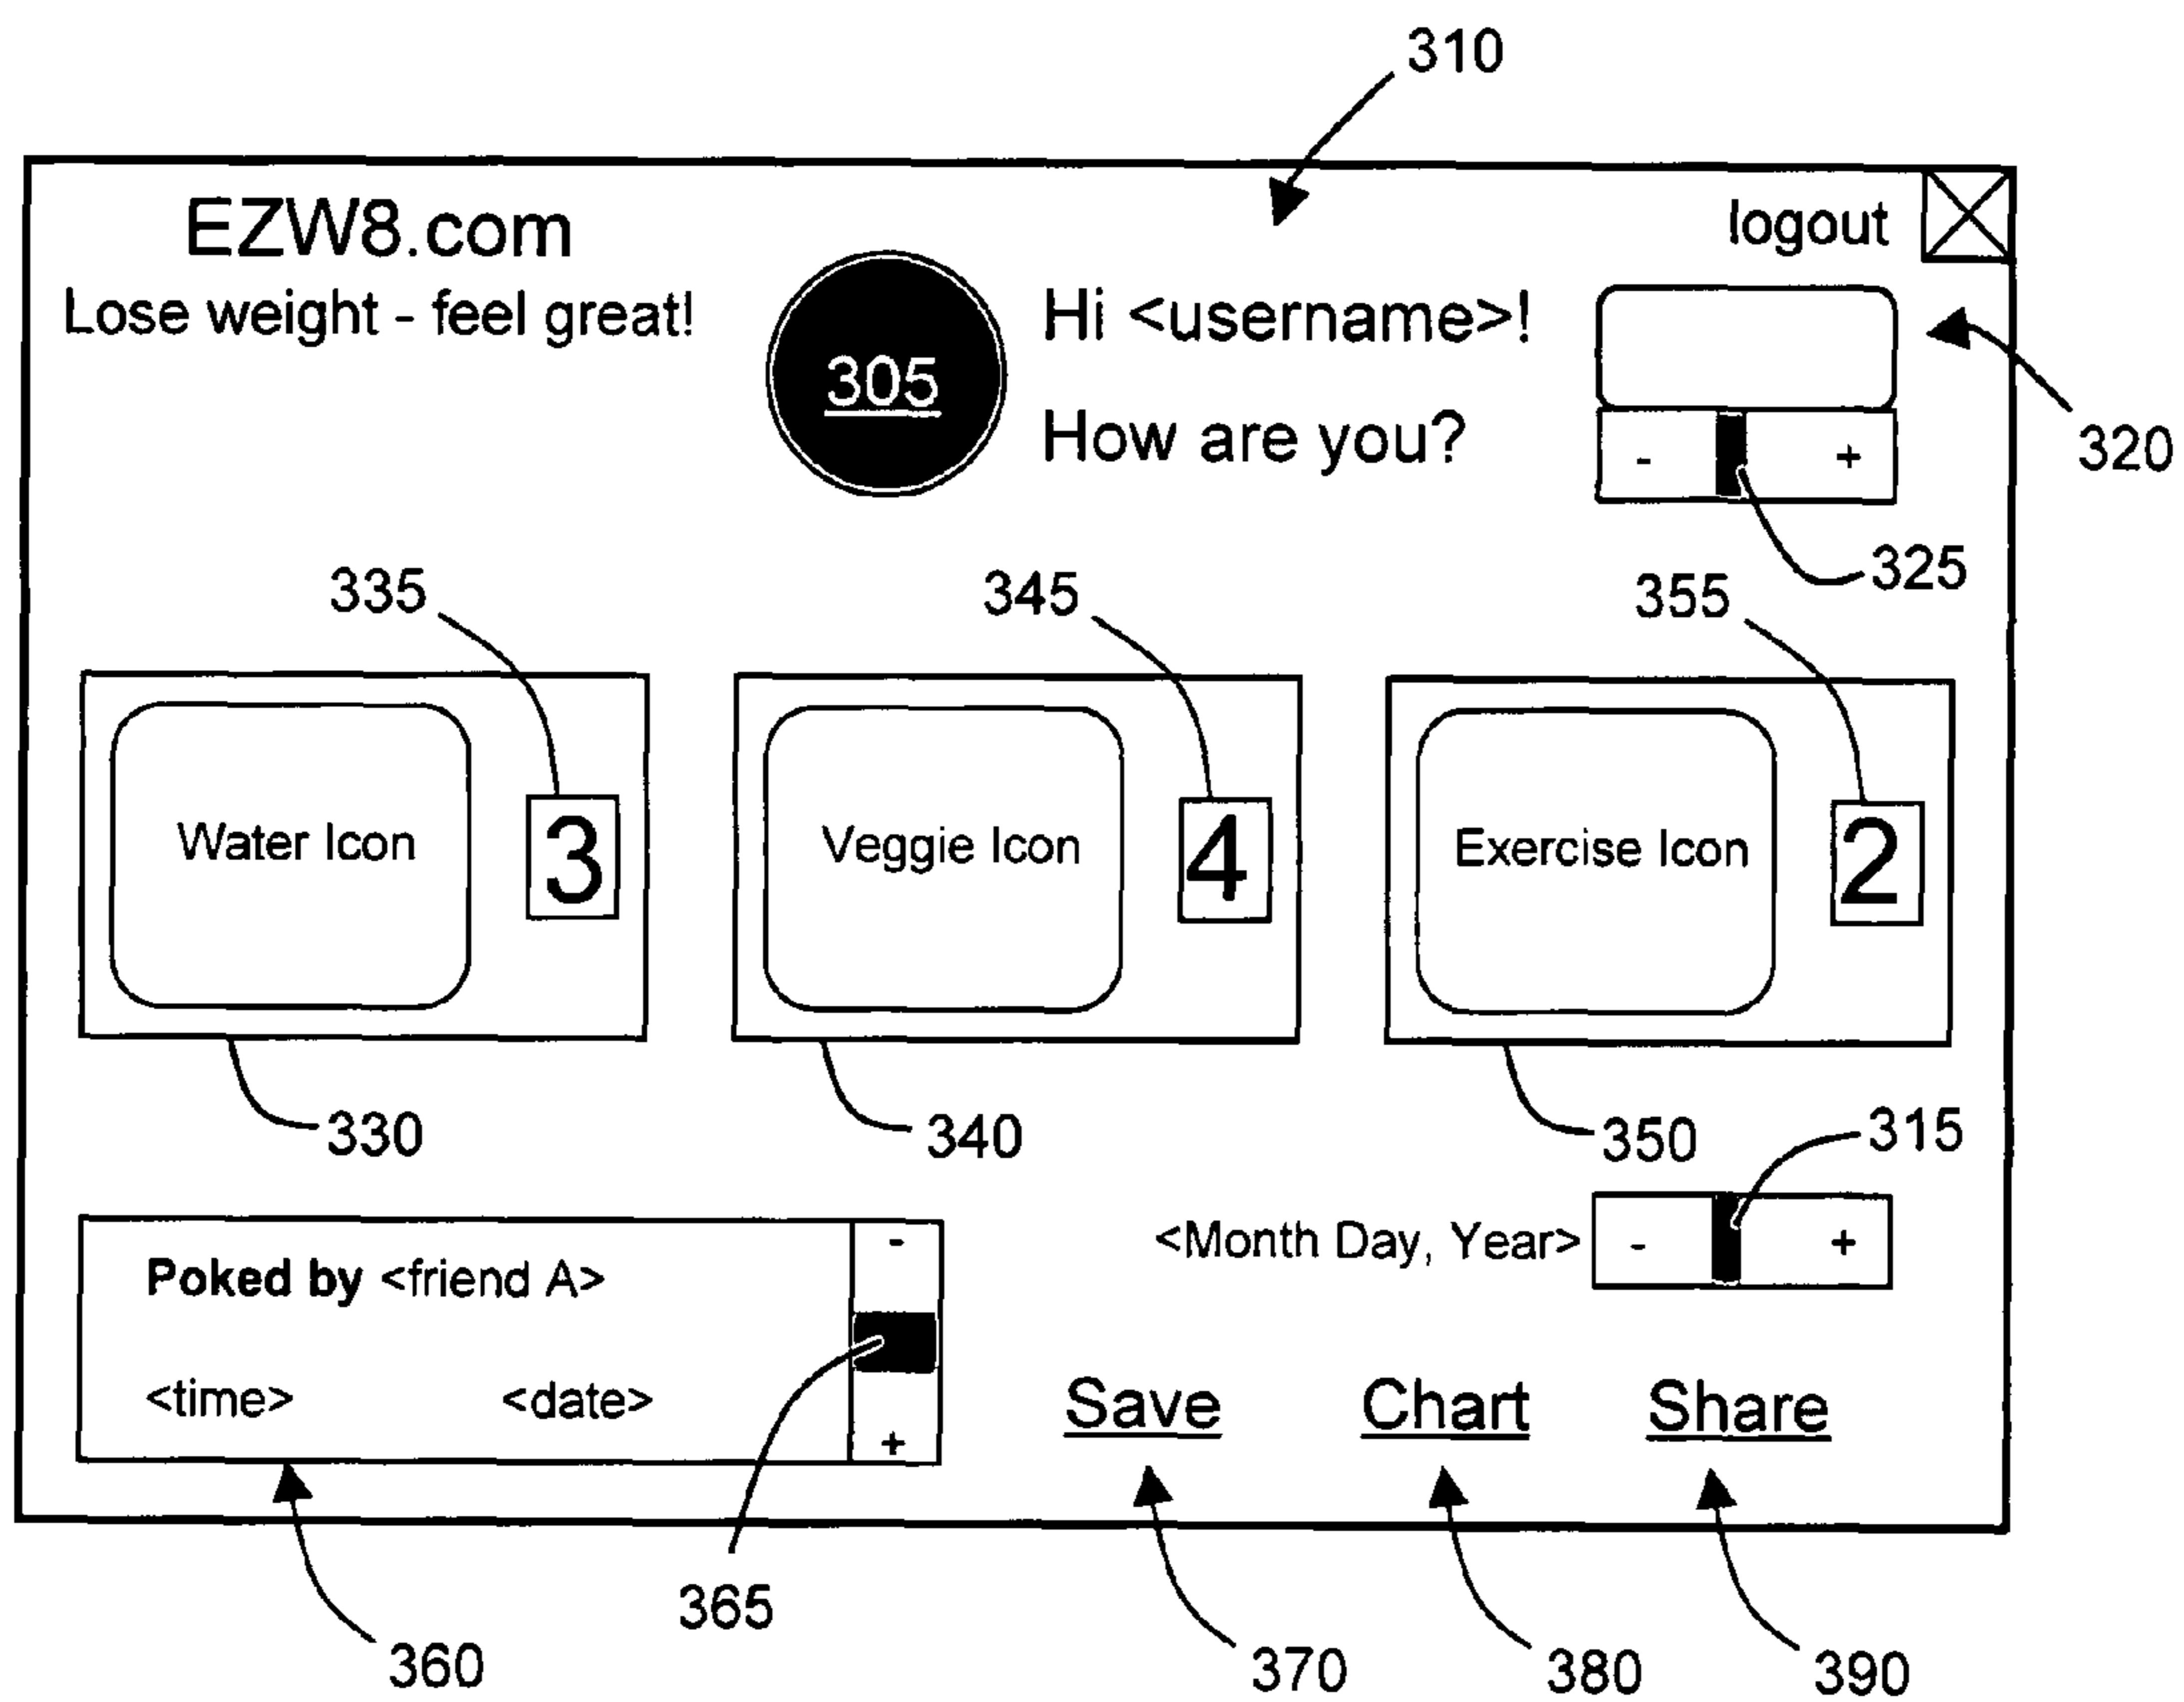 310
EZW8.com
logout
Lose weight - feel great!
305
Hi <username>!
How are you?
- +
320
325
335
345
355
Water Icon
3
Veggie Icon
4
Exercise Icon
2
330
340
350
315
Poked by <friend A>
<time> <date>
-
+
<Month Day, Year>
- +
Save
Chart
Share
365
360
370
380
390